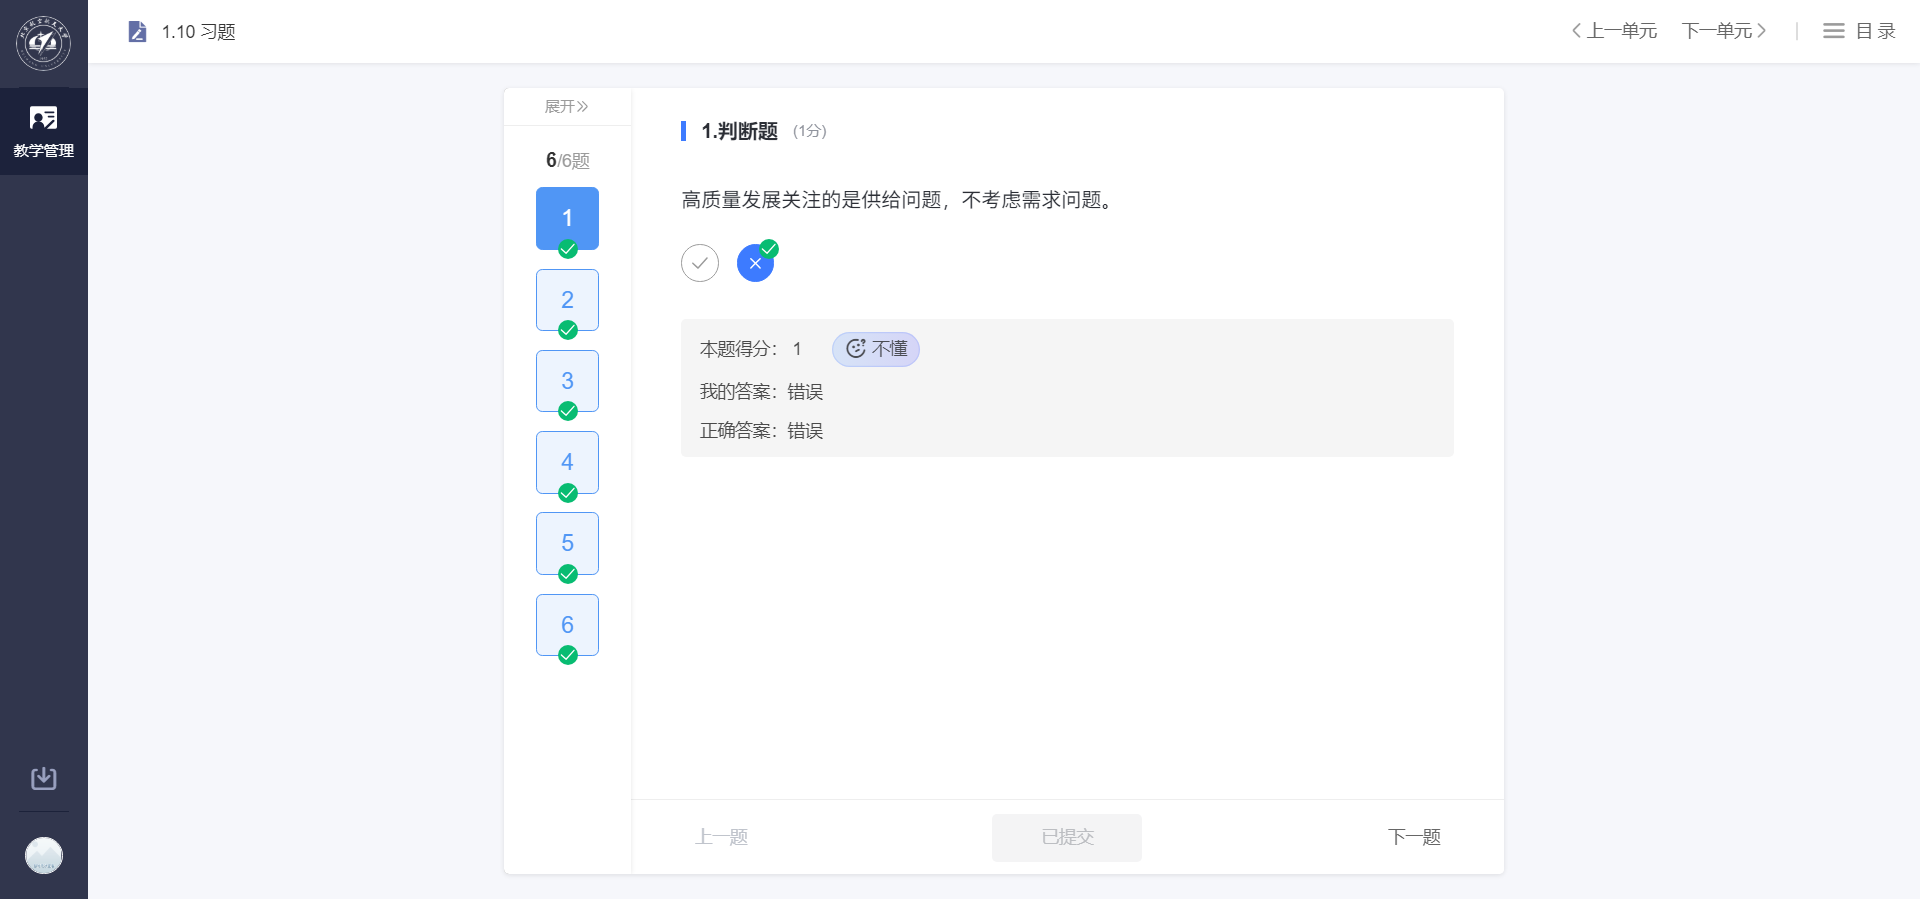 1.10 习题
上一单元
下一单元
目录
教学管理
展开
6/6题
1
2
3
4
5
6
1.判断题 (1分)
高质量发展关注的是供给问题，不考虑需求问题。
本题得分： 1 不懂
我的答案：错误
正确答案：错误
上一题
已提交
下一题